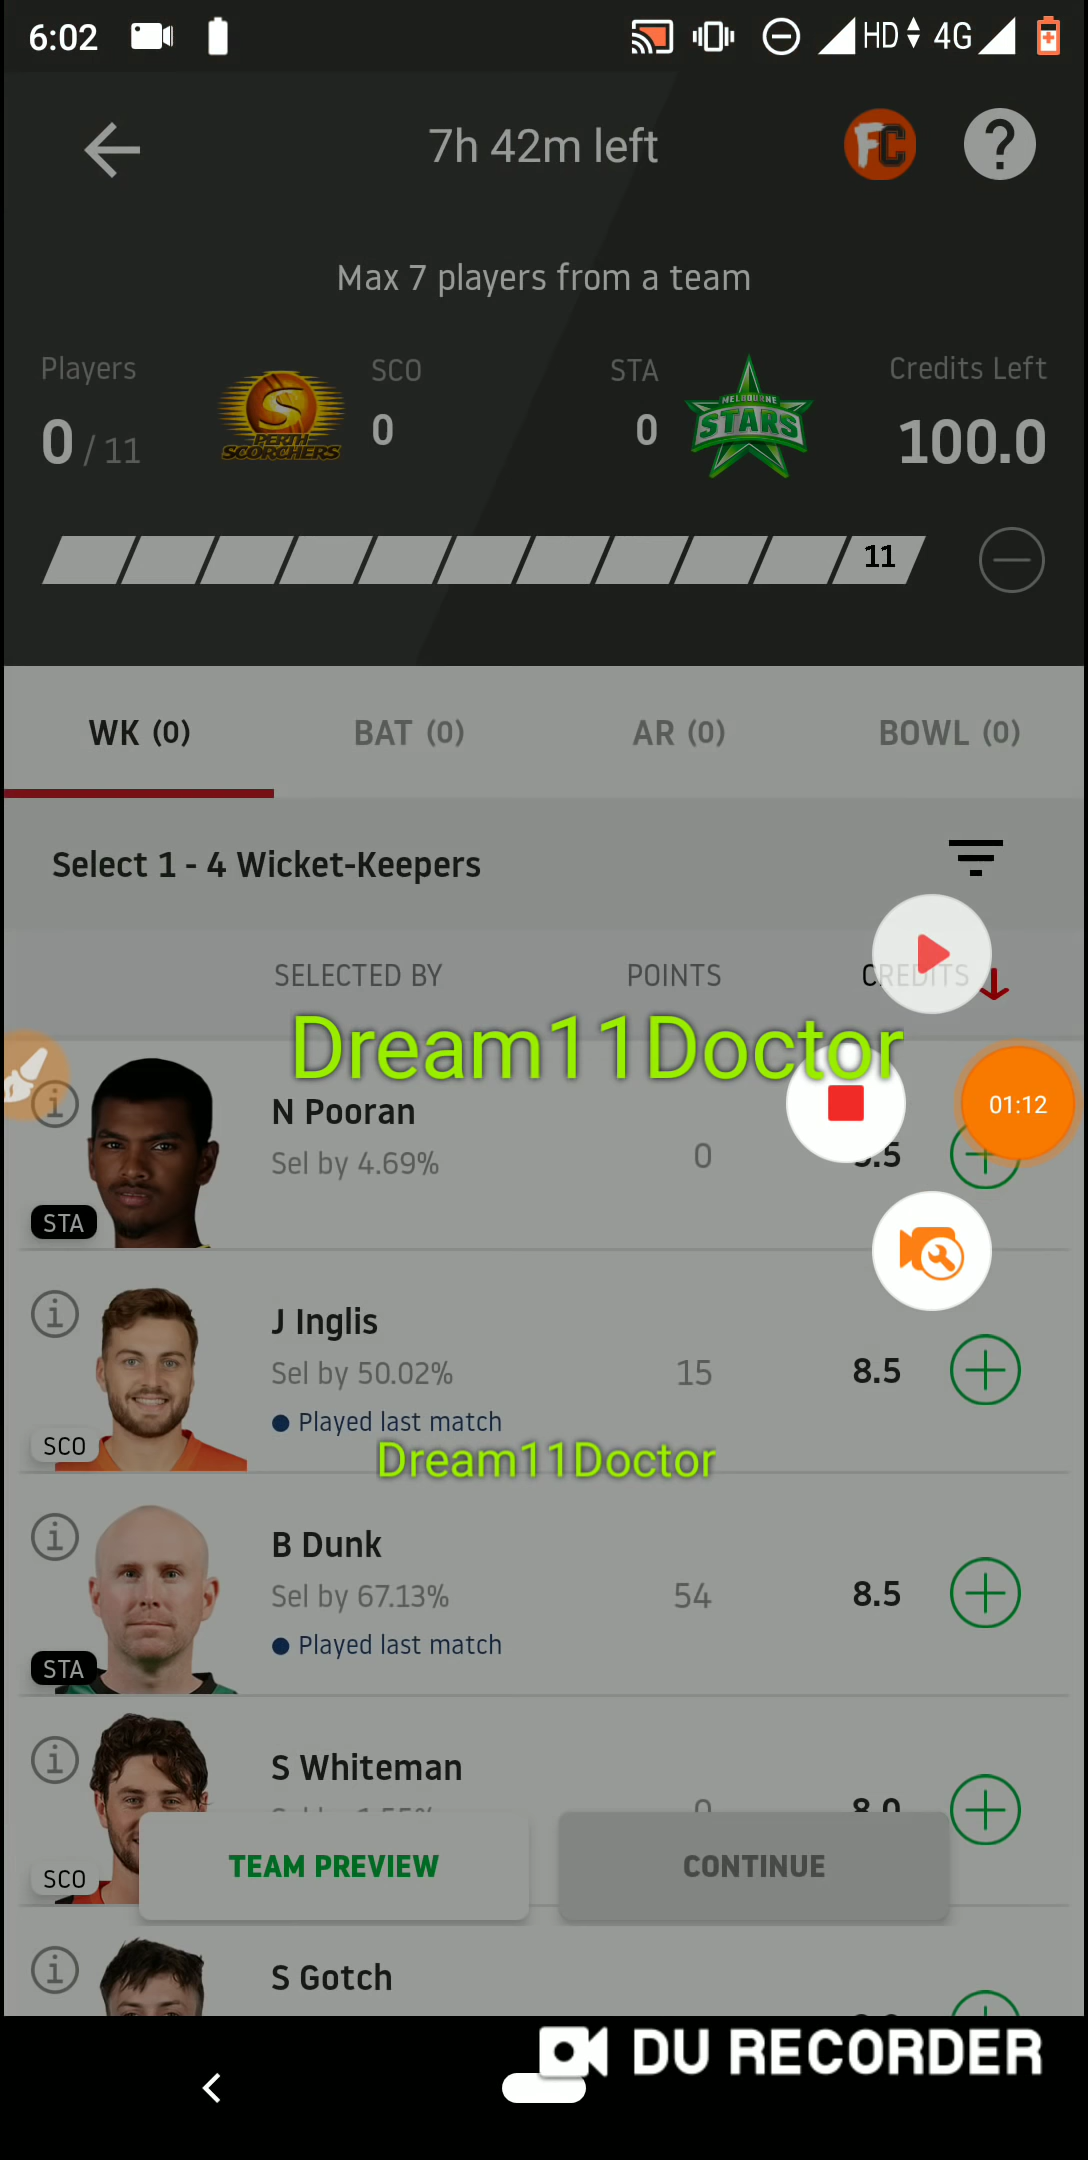 6:02
HD 4G
7h 42m left
FC
?
Max 7 players from a team
Players
SCO
STA
Credits Left
0 / 11
PERTH
SCORCHERS
0
0
MELBOURNE
STARS
100.0
11
WK (0)
BAT (0)
AR (0)
BOWL (0)
Select 1 - 4 Wicket-Keepers
SELECTED BY
POINTS
CREDITS
Dream11Doctor
N Pooran
01:12
Sel by 4.69%
0
STA
J Inglis
Sel by 50.02%
15
8.5
Played last match
SCO
Dream11Doctor
B Dunk
Sel by 67.13%
54
8.5
Played last match
STA
S Whiteman
8.0
SCO
TEAM PREVIEW
CONTINUE
S Gotch
DU RECORDER